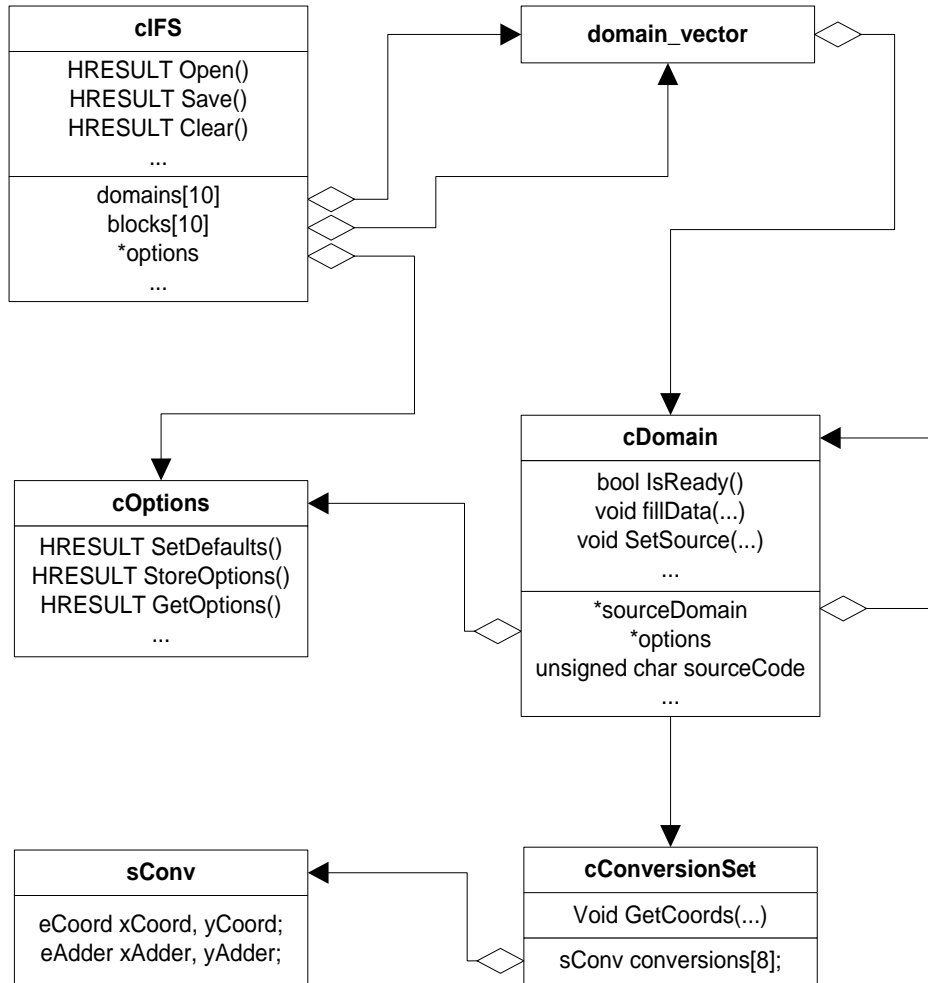 cIFS
HRESULT Open()
HRESULT Save()
HRESULT Clear()
...
domains[10]
blocks[10]
*options
...
domain_vector
cDomain
bool IsReady()
void fillData(...)
void SetSource(...)
...
*sourceDomain
*options
unsigned char sourceCode
...
cOptions
HRESULT SetDefaults()
HRESULT StoreOptions()
HRESULT GetOptions()
...
sConv
eCoord xCoord, yCoord;
eAdder xAdder, yAdder;
cConversionSet
Void GetCoords(...)
sConv conversions[8];